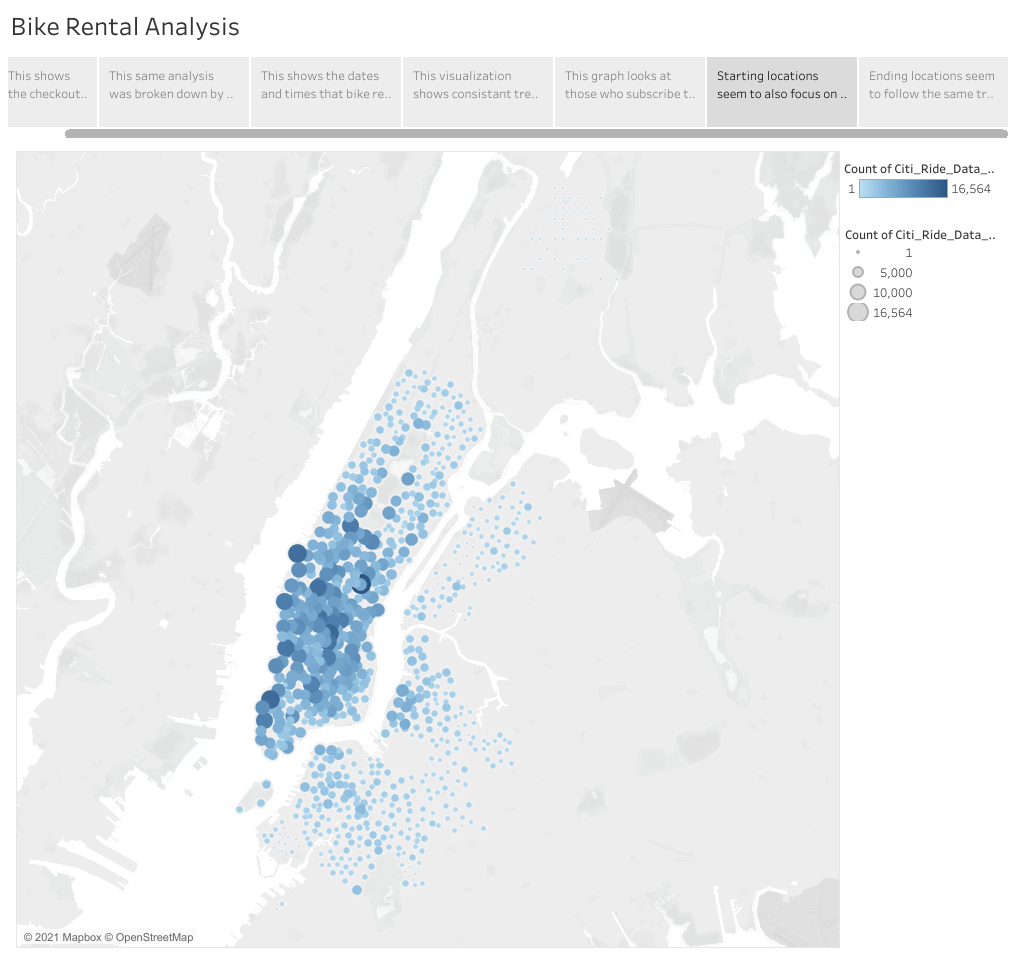 Bike Rental Analysis
This shows
the checkout..
This same analysis
was broken down by ..
This shows the dates
and times that bike re..
This visualization
shows consistant tre..
This graph looks at
those who subscribe t..
Starting locations
seem to also focus on ..
Ending locations seem
to follow the same tr..
Count of Citi_Ride_Data_..
1 16,564
Count of Citi_Ride_Data_..
1
5,000
10,000
16,564
© 2021 Mapbox © OpenStreetMap